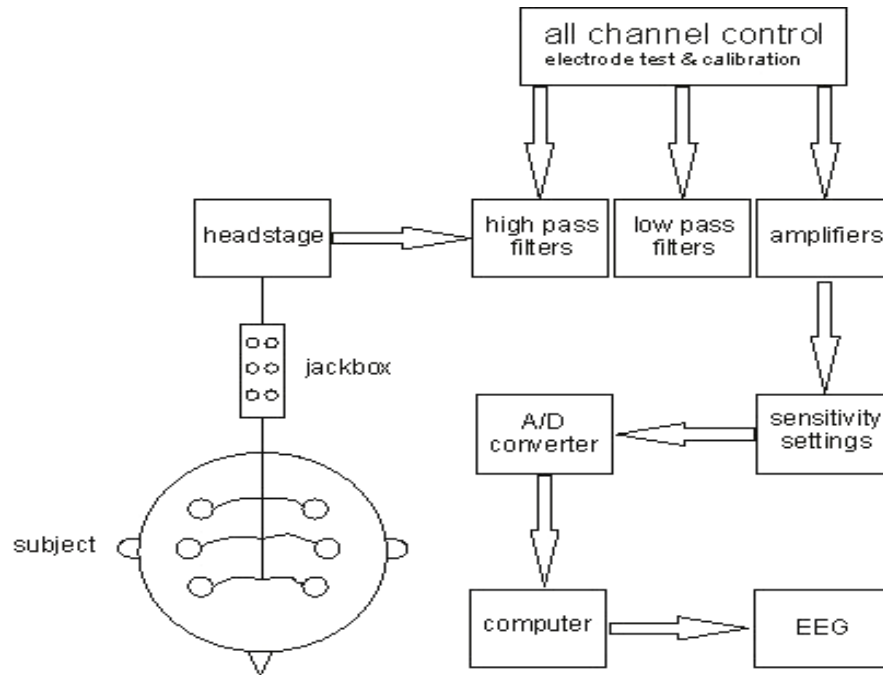 all channel control
electrode test & calibration
headstage
high pass
filters
low pass
filters
amplifiers
jackbox
A/D
converter
sensitivity
settings
subject
computer
EEG